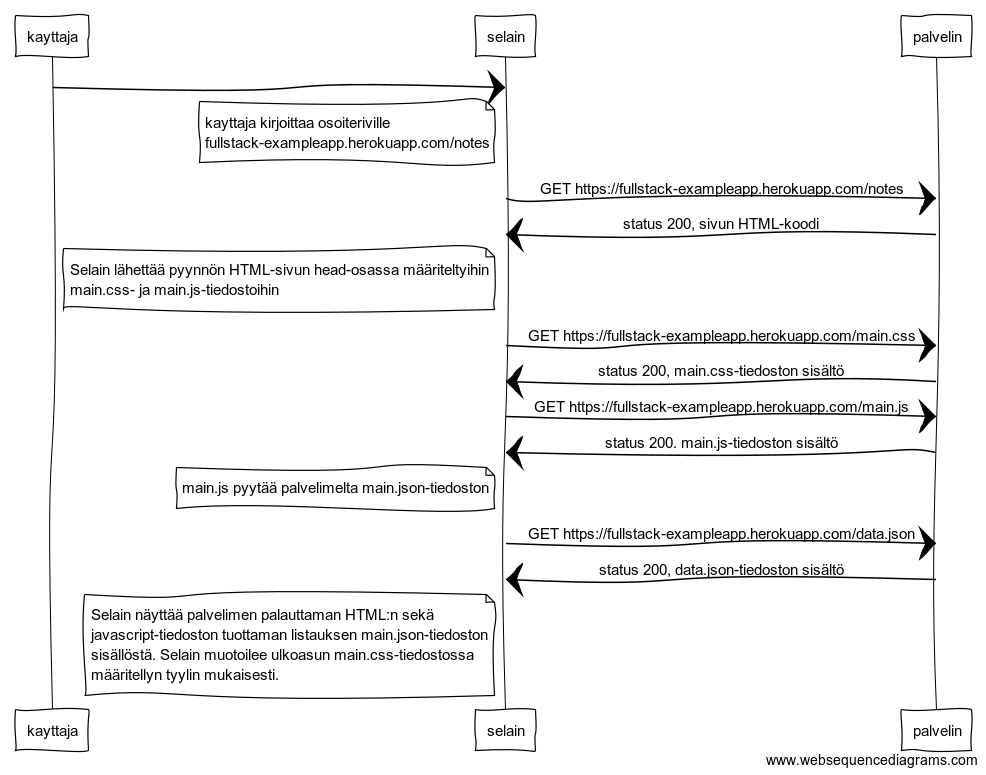 kayttaja
selain
palvelin
kayttaja kirjoittaa osoiteriville
fullstack-exampleapp.herokuapp.com/notes
GET https://fullstack-exampleapp.herokuapp.com/notes
status 200, sivun HTML-koodi
Selain lähettää pyynnön HTML-sivun head-osassa määriteltyihin
main.css- ja main.js-tiedostoihin
GET https://fullstack-exampleapp.herokuapp.com/main.css
status 200, main.css-tiedoston sisältö
GET https://fullstack-exampleapp.herokuapp.com/main.js
status 200. main.js-tiedoston sisältö
main.js pyytää palvelimelta main.json-tiedoston
GET https://fullstack-exampleapp.herokuapp.com/data.json
status 200, data.json-tiedoston sisältö
Selain näyttää palvelimen palauttaman HTML:n sekä
javascript-tiedoston tuottaman listauksen main.json-tiedoston
sisällöstä. Selain muotoilee ulkoasun main.css-tiedostossa
määritellyn tyylin mukaisesti.
kayttaja
selain
palvelin
www.websequencediagrams.com